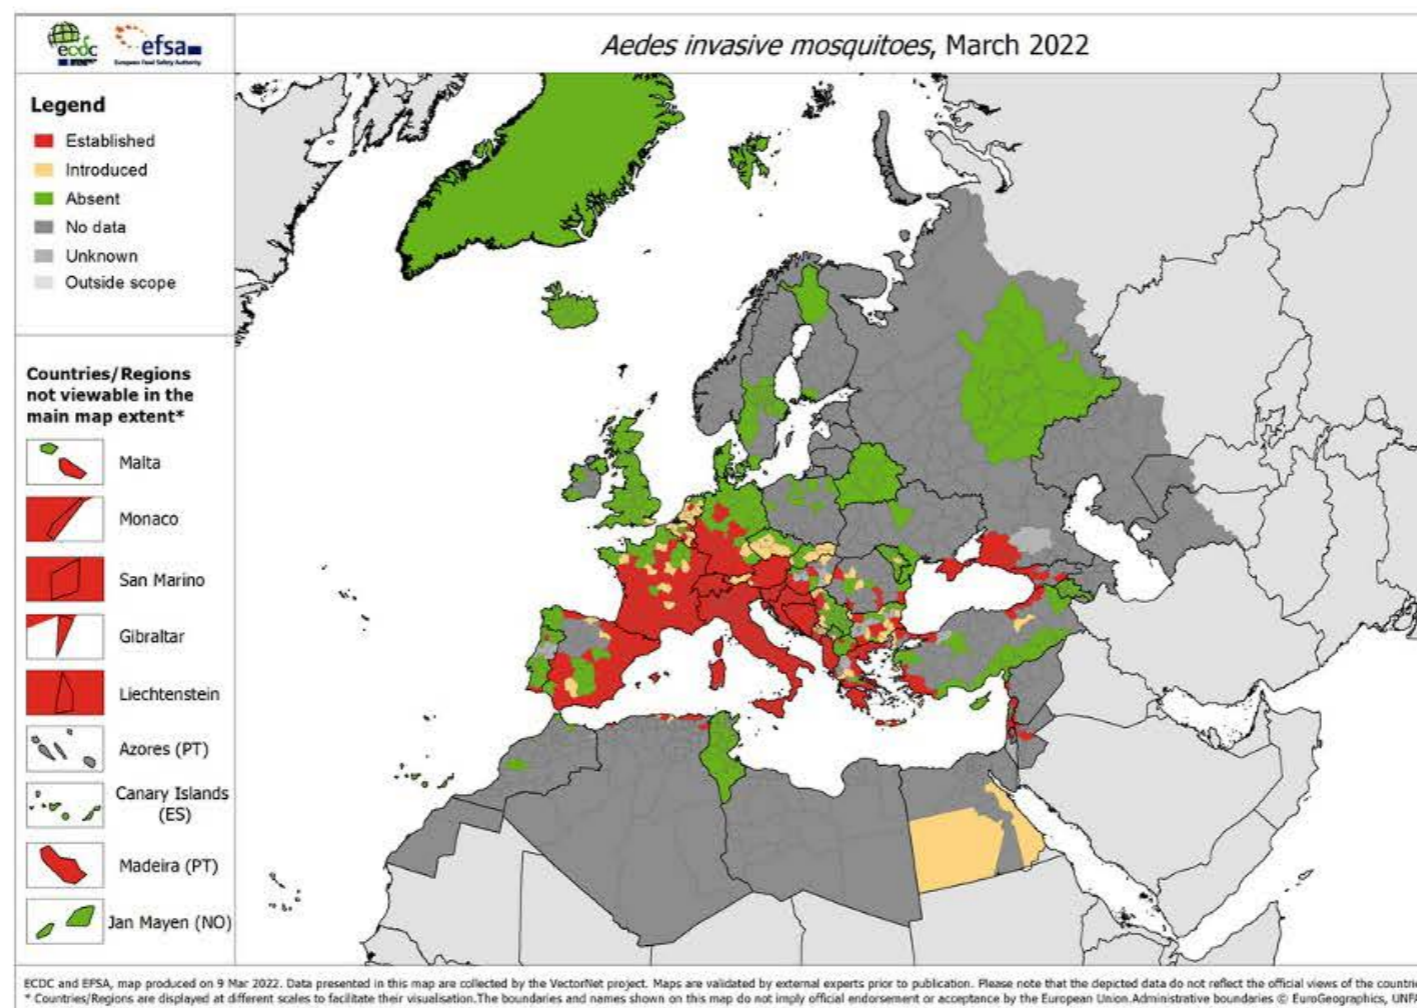 ecdc
efsa
European Food Safety Authority
Aedes invasive mosquitoes, March 2022
Legend
Established
Introduced
Absent
No data
Unknown
Outside scope
Countries/Regions
not viewable in the
main map extent*
Malta
Monaco
San Marino
Gibraltar
Liechtenstein
Azores (PT)
Canary Islands
(ES)
Madeira (PT)
Jan Mayen (NO)
ECDC and EFSA, map produced on 9 Mar 2022. Data presented in this map are collected by the VectorNet project. Maps are validated by external experts prior to publication. Please note that the depicted data do not reflect the official views of the countri
* Countries/Regions are displayed at different scales to facilitate their visualisation.The boundaries and names shown on this map do not imply official endorsement or acceptance by the European Union.Administrative boundaries © EuroGeographics,